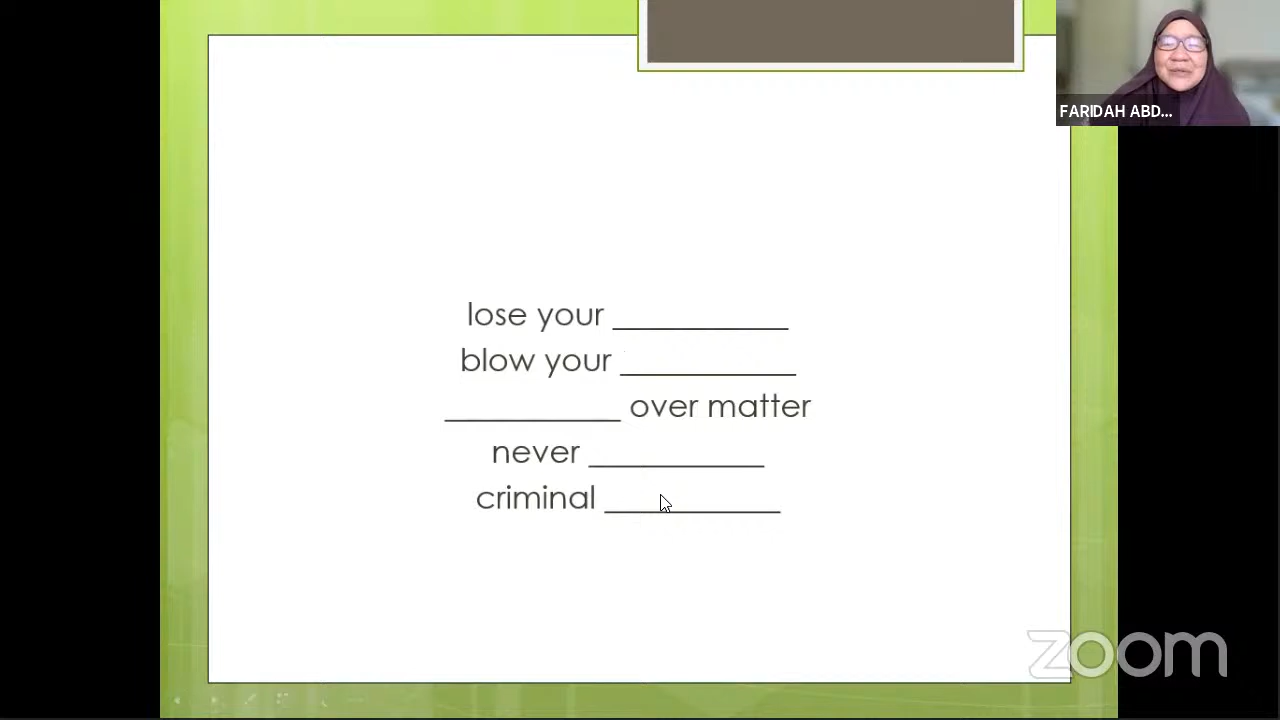 FARIDAH ABD...
lose your ___________
blow your ___________
___________ over matter
never ___________
criminal ___________
zoom